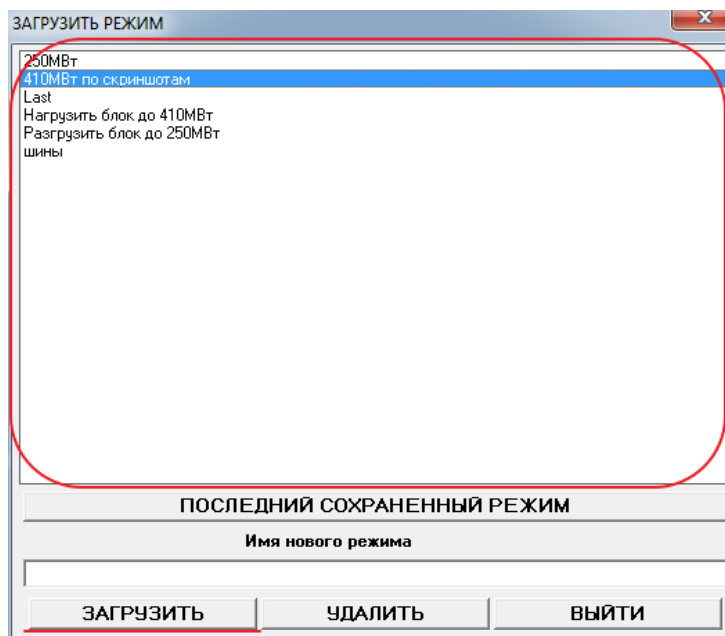 ЗАГРУЗИТЬ РЕЖИМ
250МВт
410МВт по скриншотам
Last
Нагрузить блок до 410МВт
Разгрузить блок до 250МВт
шины
ПОСЛЕДНИЙ СОХРАНЕННЫЙ РЕЖИМ
Имя нового режима
ЗАГРУЗИТЬ УДАЛИТЬ ВЫЙТИ